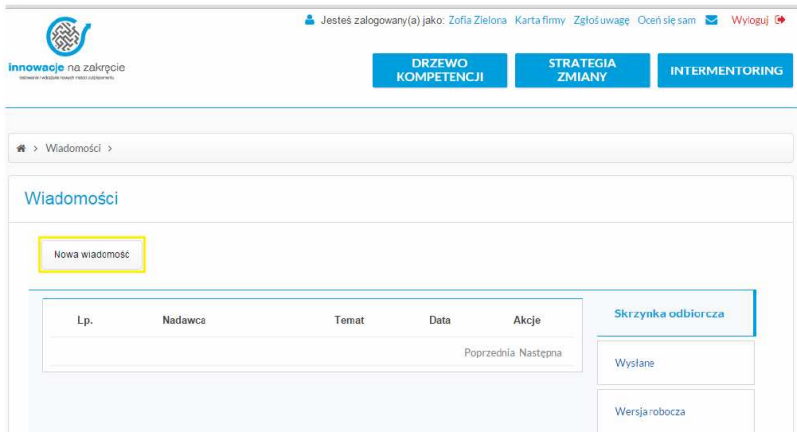 Jesteś zalogowany(a) jako: Zofia Zielona Karta firmy Zgłoś uwagę Oceń się sam Wyloguj
innowacje na zakręcie
DRZEWO
KOMPETENCJI
STRATEGIA
ZMIANY
INTERMENTORING
> Wiadomości >
Wiadomości
Nowa wiadomość
Lp. Nadawca Temat Data Akcje
Poprzednia Następna
Skrzynka odbiorcza
Wysłane
Wersja robocza